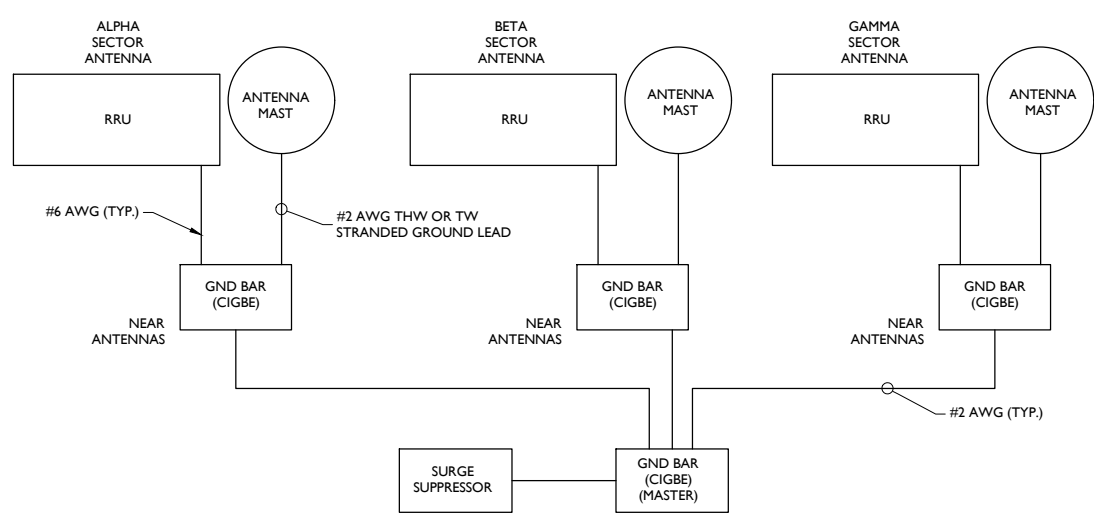 ALPHA
SECTOR
ANTENNA
BETA
SECTOR
ANTENNA
GAMMA
SECTOR
ANTENNA
RRU
ANTENNA
MAST
RRU
ANTENNA
MAST
RRU
ANTENNA
MAST
#6 AWG (TYP.)
#2 AWG THW OR TW
STRANDED GROUND LEAD
GND BAR
(CIGBE)
GND BAR
(CIGBE)
GND BAR
(CIGBE)
NEAR
ANTENNAS
NEAR
ANTENNAS
NEAR
ANTENNAS
#2 AWG (TYP.)
SURGE
SUPPRESSOR
GND BAR
(CIGBE)
(MASTER)